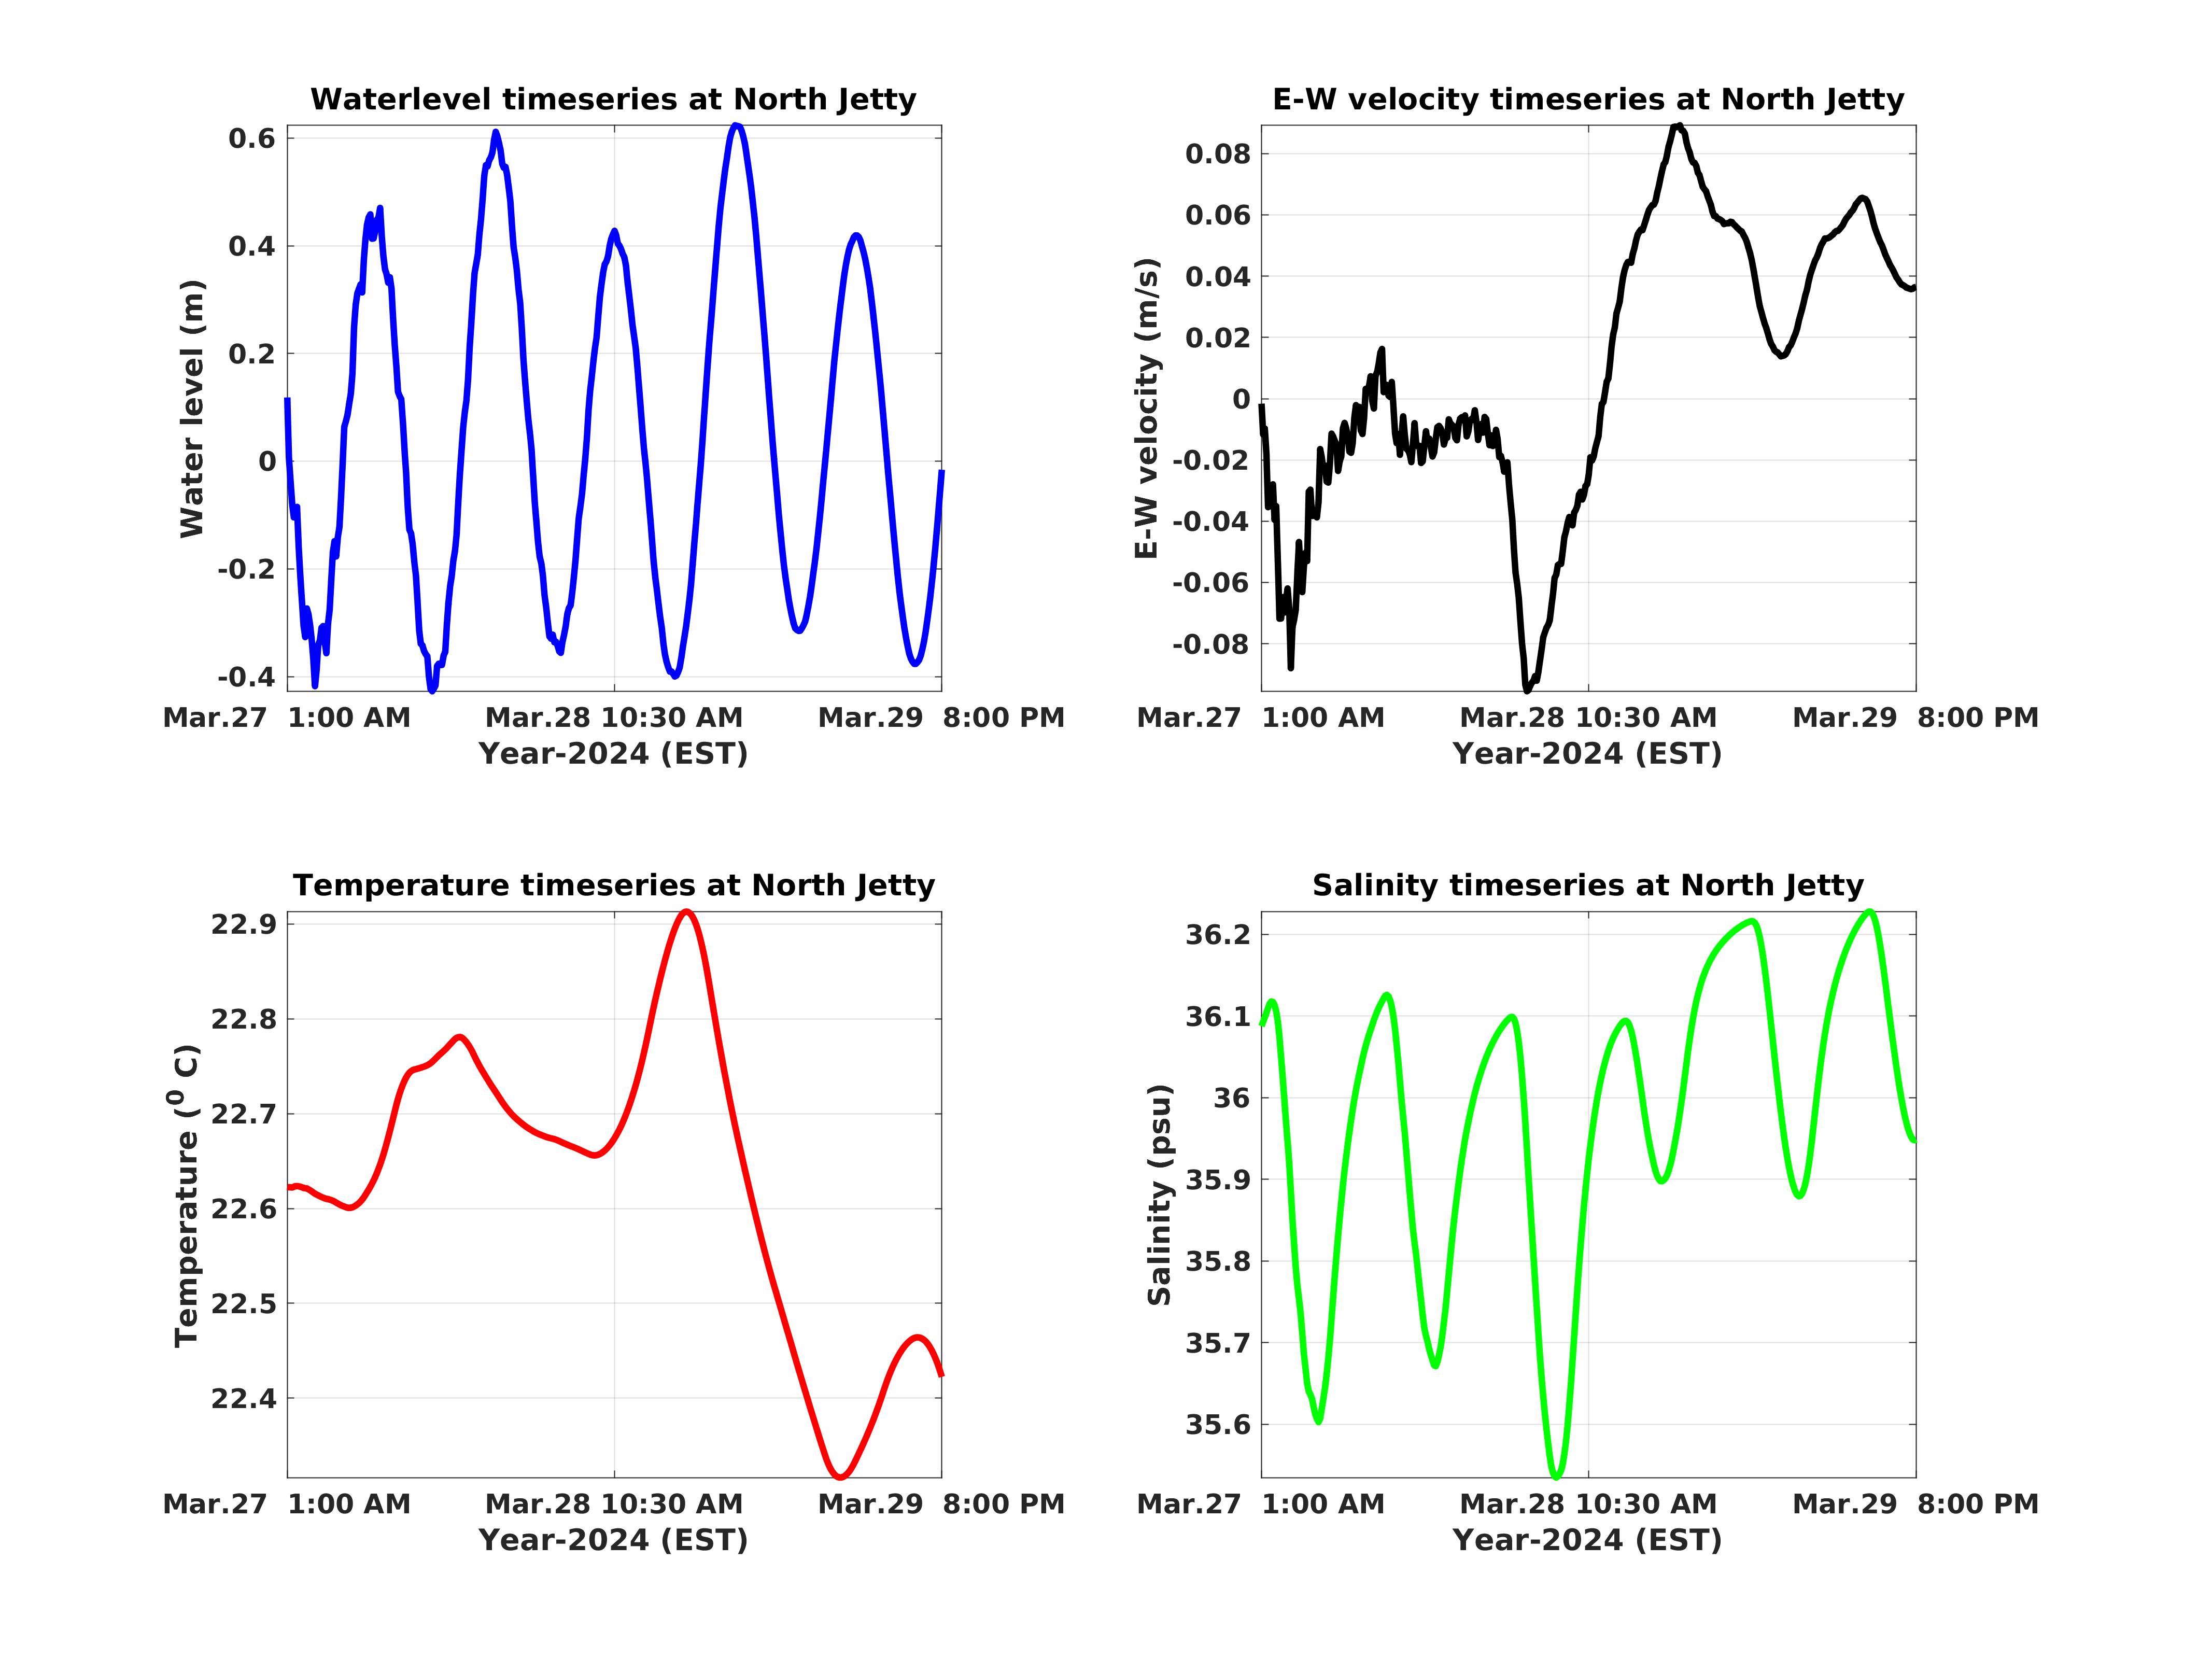 Waterlevel timeseries at North Jetty
0.6
0.4
0.2
0
-0.2
-0.4
Water level (m)
Mar.27 1:00 AM Mar.28 10:30 AM Mar.29 8:00 PM
Year-2024 (EST)
E-W velocity timeseries at North Jetty
0.08
0.06
0.04
0.02
0
-0.02
-0.04
-0.06
-0.08
E-W velocity (m/s)
Mar.27 1:00 AM Mar.28 10:30 AM Mar.29 8:00 PM
Year-2024 (EST)
Temperature timeseries at North Jetty
22.9
22.8
22.7
22.6
22.5
22.4
Temperature (⁰ C)
Mar.27 1:00 AM Mar.28 10:30 AM Mar.29 8:00 PM
Year-2024 (EST)
Salinity timeseries at North Jetty
36.2
36.1
36
35.9
35.8
35.7
35.6
Salinity (psu)
Mar.27 1:00 AM Mar.28 10:30 AM Mar.29 8:00 PM
Year-2024 (EST)